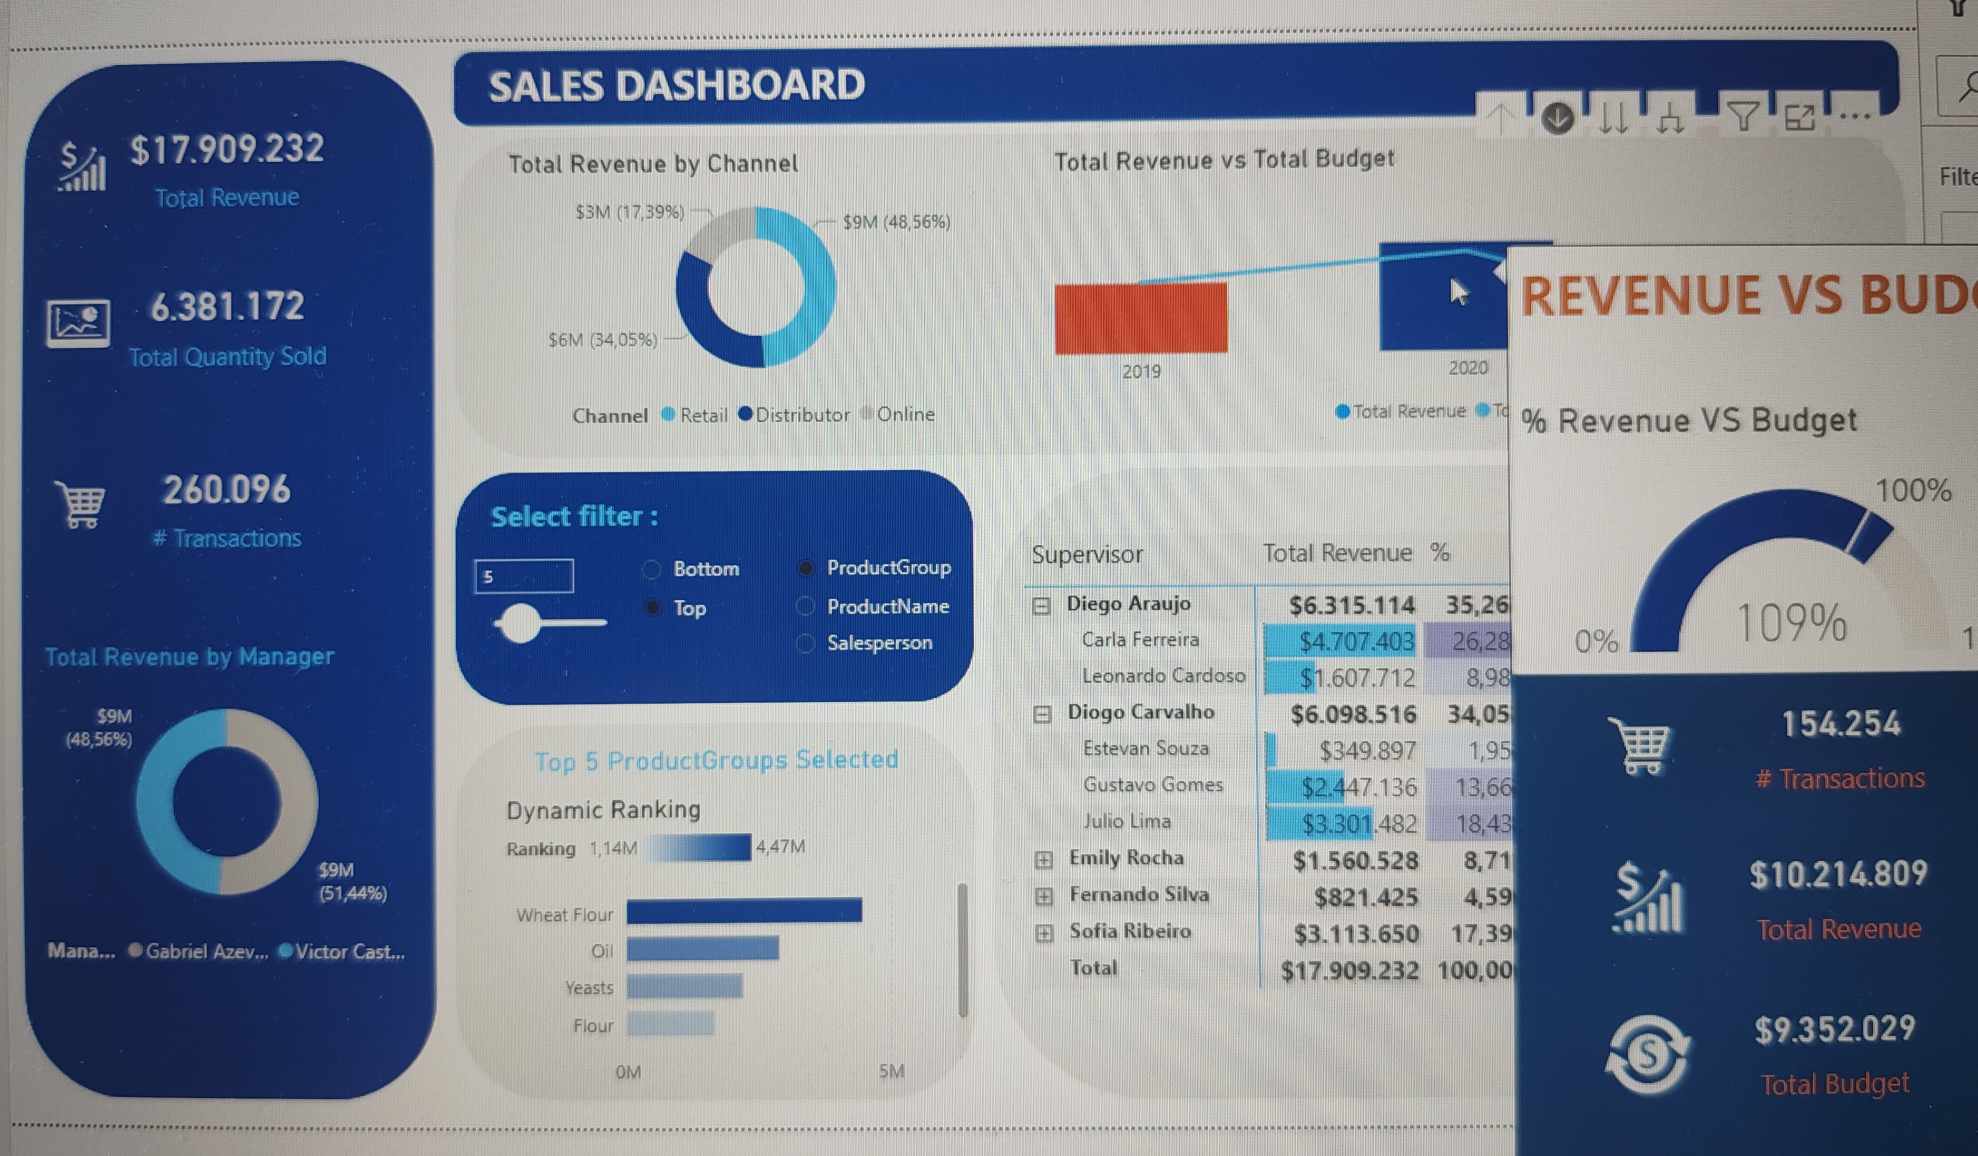 SALES DASHBOARD
$17.909.232
Total Revenue
6.381.172
Total Quantity Sold
260.096
# Transactions
Total Revenue by Manager
$9M
(48,56%)
$9M
(51,44%)
Mana... Gabriel Azev... Victor Cast...
Total Revenue by Channel
$3M (17,39%)
$9M (48,56%)
$6M (34,05%)
Channel Retail Distributor Online
Total Revenue vs Total Budget
2019
2020
Total Revenue
Select filter :
5
Bottom
Top
ProductGroup
ProductName
Salesperson
Top 5 ProductGroups Selected
Dynamic Ranking
Ranking 1,14M 4,47M
Wheat Flour
Oil
Yeasts
Flour
0M 5M
Supervisor Total Revenue %
Diego Araujo $6.315.114 35,26
Carla Ferreira $4.707.403 26,28
Leonardo Cardoso $1.607.712 8,98
Diogo Carvalho $6.098.516 34,05
Estevan Souza $349.897 1,95
Gustavo Gomes $2.447.136 13,66
Julio Lima $3.301.482 18,43
Emily Rocha $1.560.528 8,71
Fernando Silva $821.425 4,59
Sofia Ribeiro $3.113.650 17,39
Total $17.909.232 100,00
REVENUE VS
% Revenue VS Budget
100%
0%
109%
154.254
# Transactions
$10.214.809
Total Revenue
$9.352.029
Total Budget